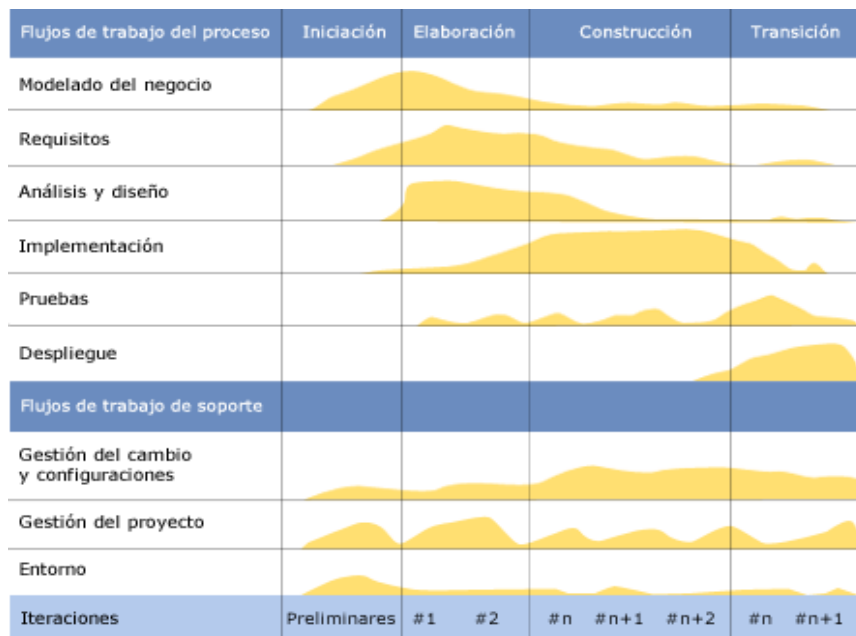 Flujos de trabajo del proceso Iniciación Elaboración Construcción Transición
Modelado del negocio
Requisitos
Análisis y diseño
Implementación
Pruebas
Despliegue
Flujos de trabajo de soporte
Gestión del cambio
y configuraciones
Gestión del proyecto
Entorno
Iteraciones Preliminares #1 #2 #n #n+1 #n+2 #n #n+1